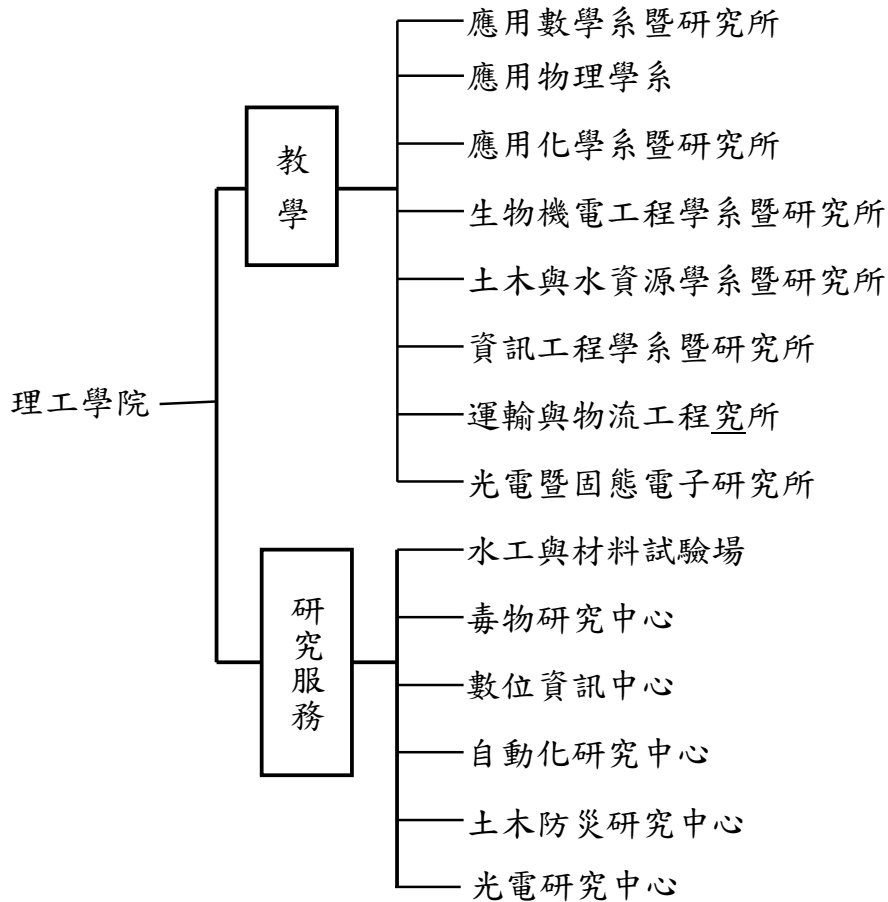 應用數學系暨研究所
應用物理學系
應用化學系暨研究所
生物機電工程學系暨研究所
土木與水資源學系暨研究所
資訊工程學系暨研究所
運輸與物流工程究所
光電暨固態電子研究所
教學
理工學院
水工與材料試驗場
毒物研究中心
數位資訊中心
自動化研究中心
土木防災研究中心
光電研究中心
研究服務